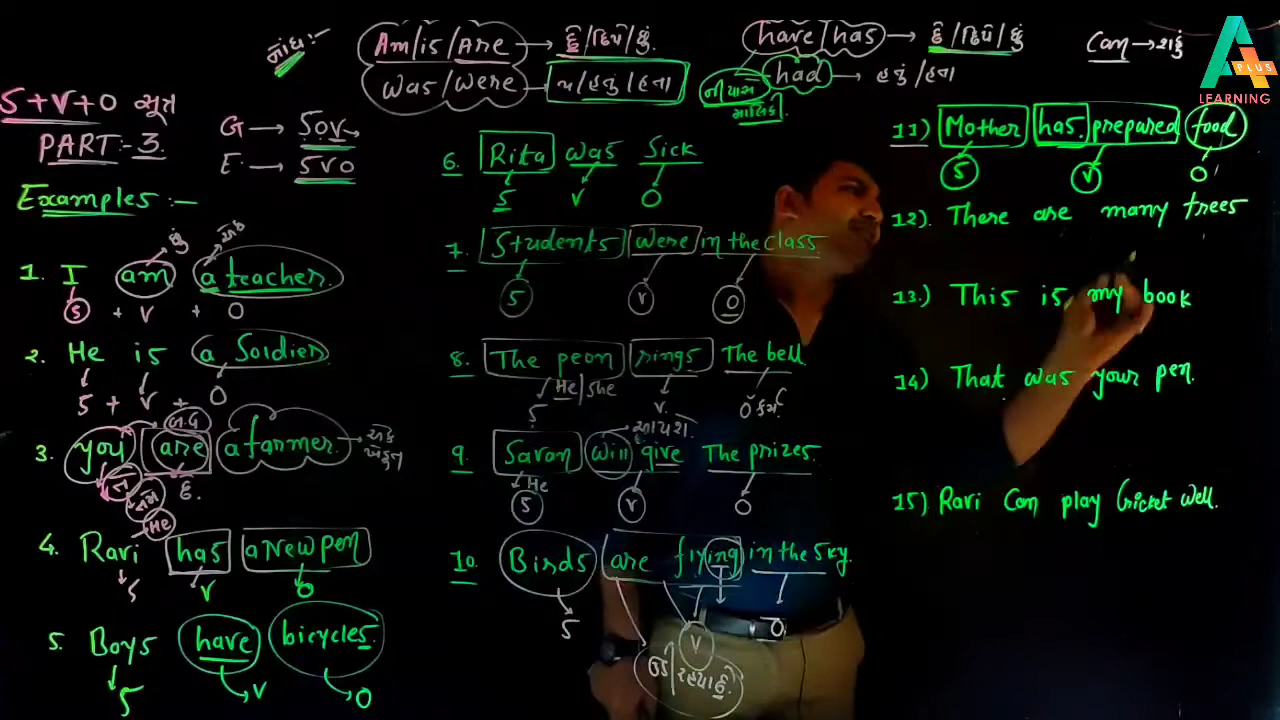 નોંધ :-
Am/is/Are → છું/છિએ/છું.
was/were → ન/હતું/હતા
have/has → છે/છિએ/છું
had → હતું/હતા
Can → શકું
A+ PLUS
LEARNING
S+V+O સૂત્ર
PART:- 3.
G → SOV
E → SVO
Examples :-
1. I am a teacher
S + V + O
2. He is a Soldier
S + V + O
3. you are a farmer
He
4. Ravi has a New pen
S V O
5. Boys have bicycles.
S V O
6. Rita was Sick
S V O
7. Students were in the class
S V O
8. The peon rings The bell
He/she
S V O
9. Savan will give The prizes.
He
S V O
10. Birds are flying in the sky.
S V O
11) Mother has prepared food
S V O
12). There are many trees
13.) This is my book
14) That was your pen.
15) Ravi Can play Cricket well.